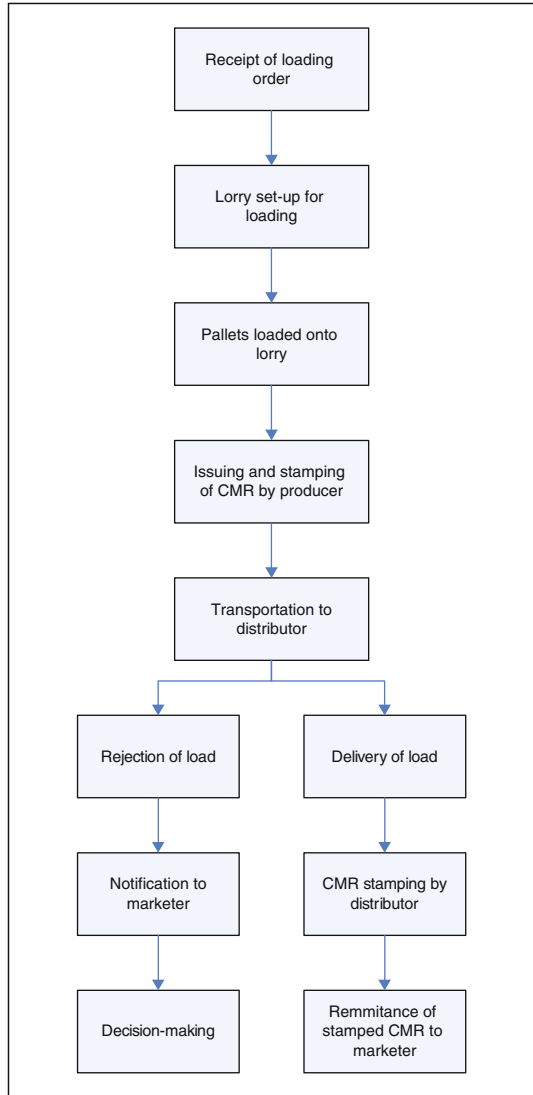 Receipt of loading
order
Lorry set-up for
loading
Pallets loaded onto
lorry
Issuing and stamping
of CMR by producer
Transportation to
distributor
Rejection of load
Delivery of load
Notification to
marketer
CMR stamping by
distributor
Decision-making
Remmitance of
stamped CMR to
marketer